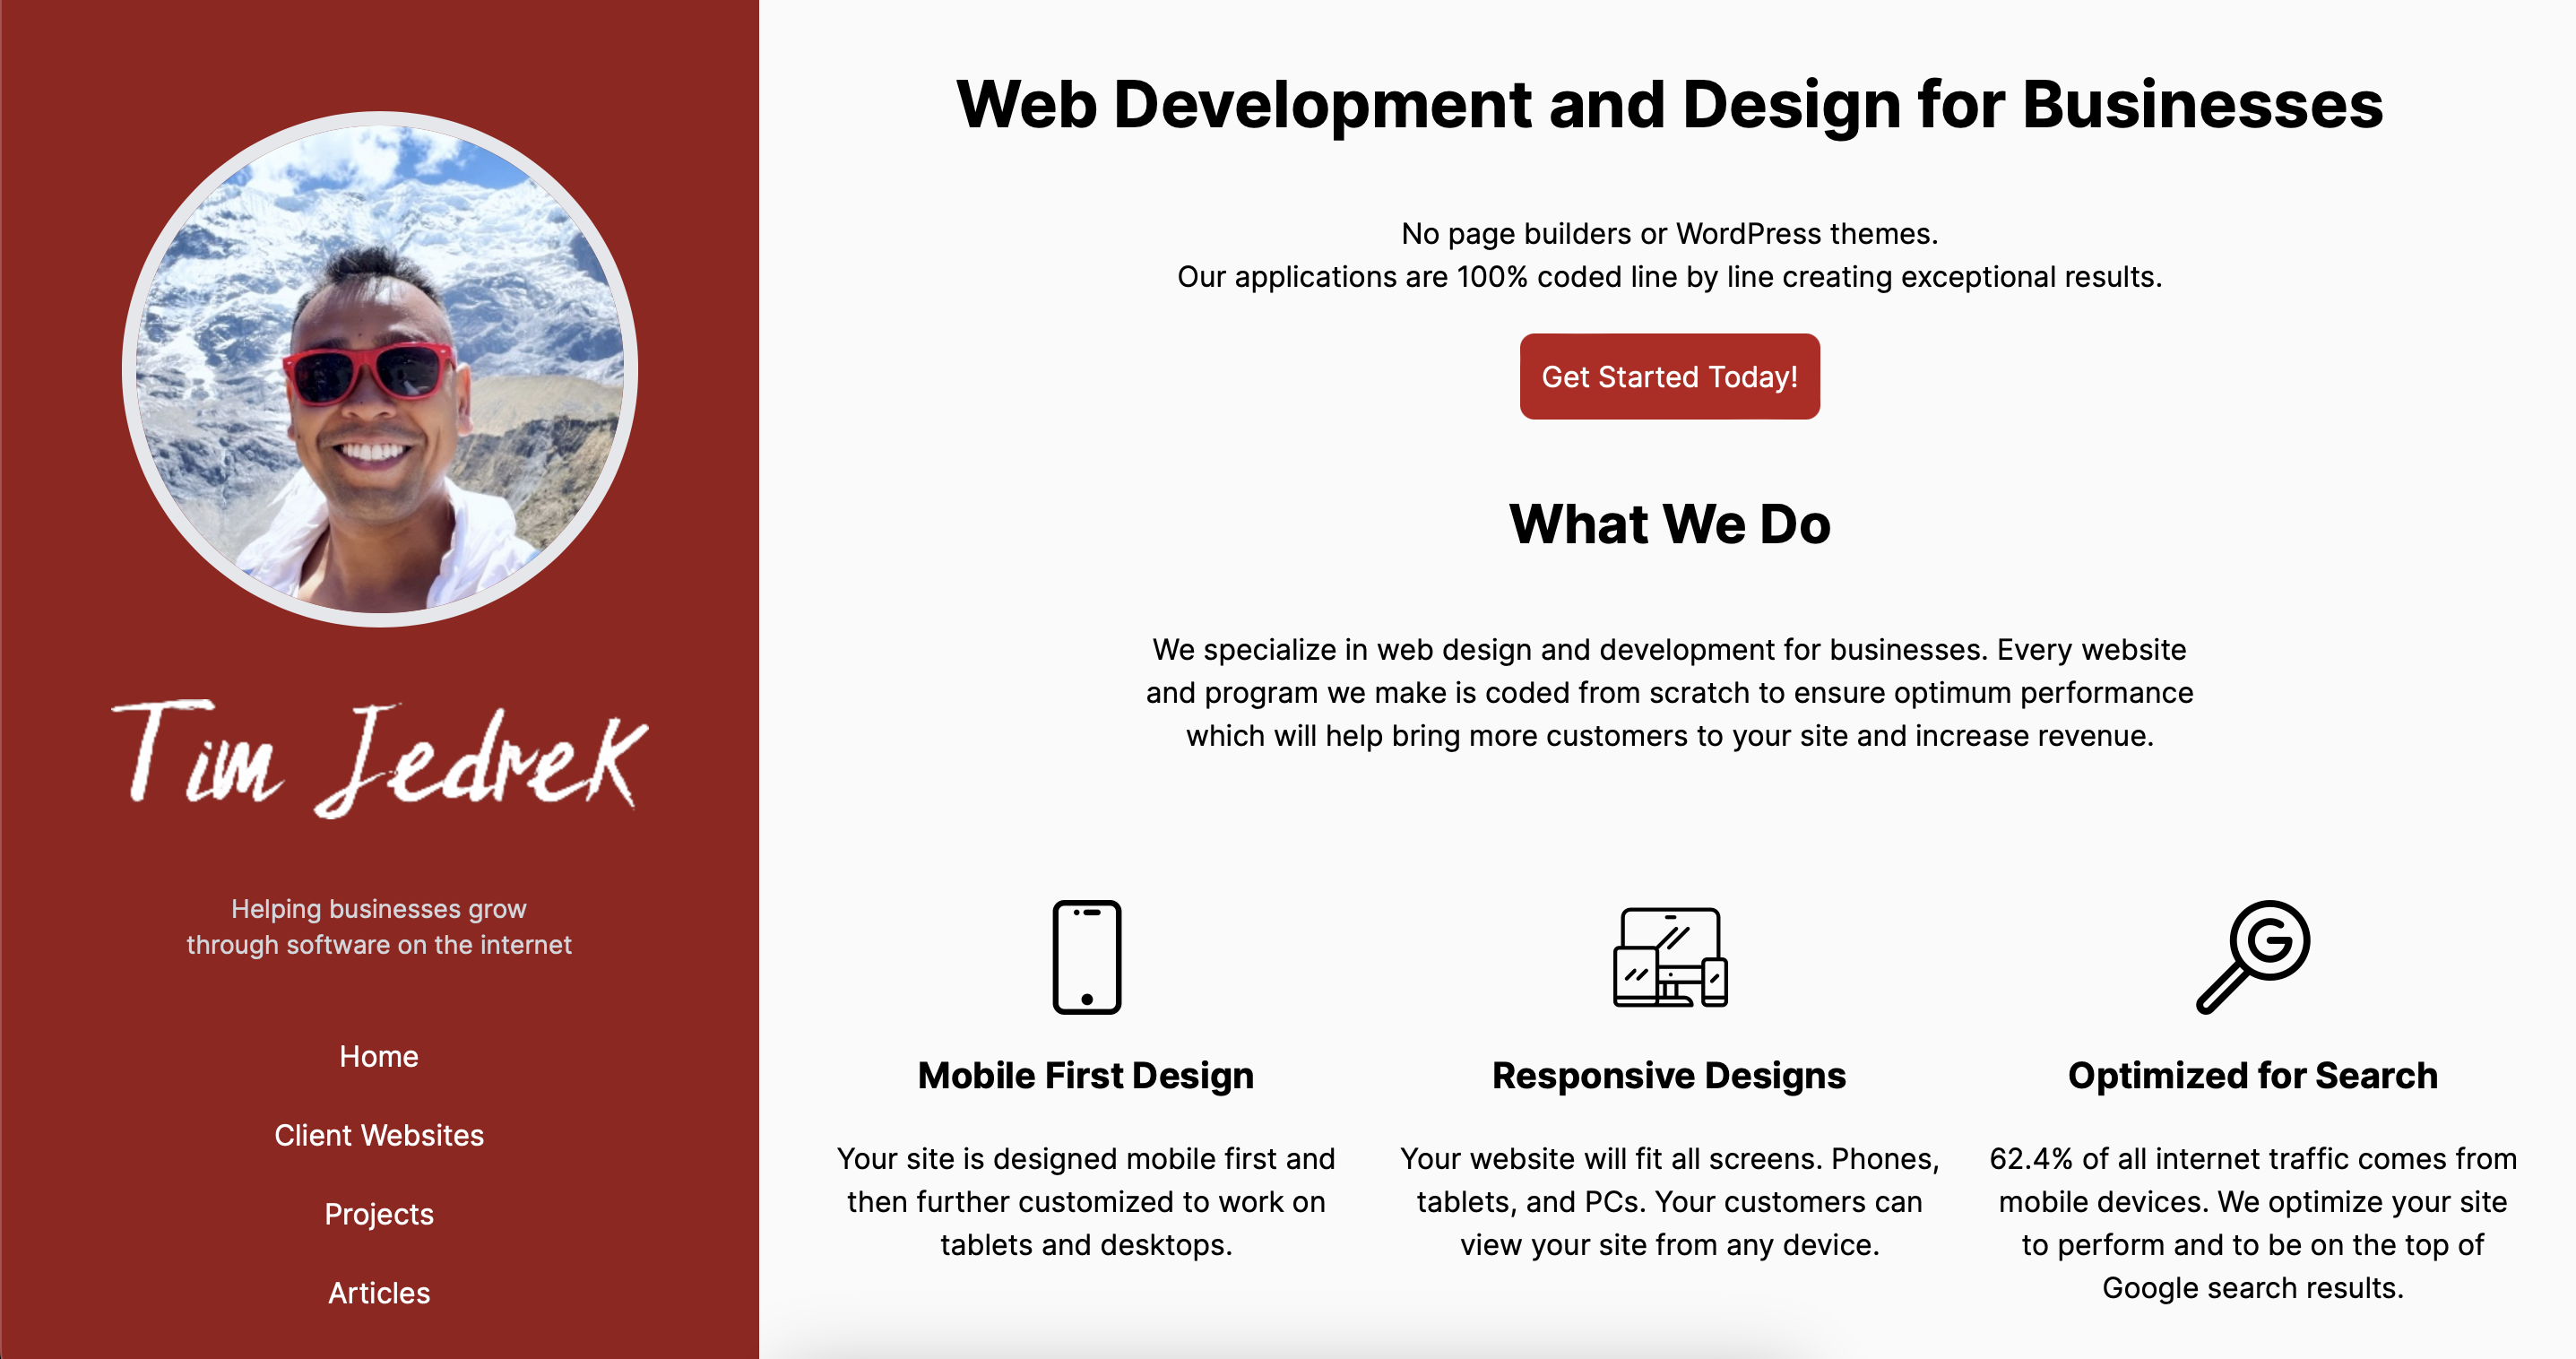 Tim Jedrek
Helping businesses grow
through software on the internet
Home
Client Websites
Projects
Articles
Web Development and Design for Businesses
No page builders or WordPress themes.
Our applications are 100% coded line by line creating exceptional results.
Get Started Today!
What We Do
We specialize in web design and development for businesses. Every website
and program we make is coded from scratch to ensure optimum performance
which will help bring more customers to your site and increase revenue.
Mobile First Design
Your site is designed mobile first and
then further customized to work on
tablets and desktops.
Responsive Designs
Your website will fit all screens. Phones,
tablets, and PCs. Your customers can
view your site from any device.
G
Optimized for Search
62.4% of all internet traffic comes from
mobile devices. We optimize your site
to perform and to be on the top of
Google search results.